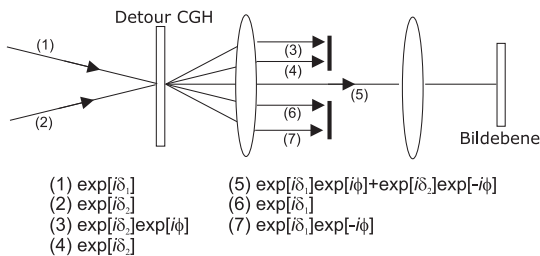 Detour CGH
(1)
(2)
(3)
(4)
(5)
(6)
(7)
Bildebene
(1) exp[iδ₁]
(2) exp[iδ₂]
(3) exp[iδ₂]exp[iϕ]
(4) exp[iδ₂]
(5) exp[iδ₁]exp[iϕ]+exp[iδ₂]exp[-iϕ]
(6) exp[iδ₁]
(7) exp[iδ₁]exp[-iϕ]